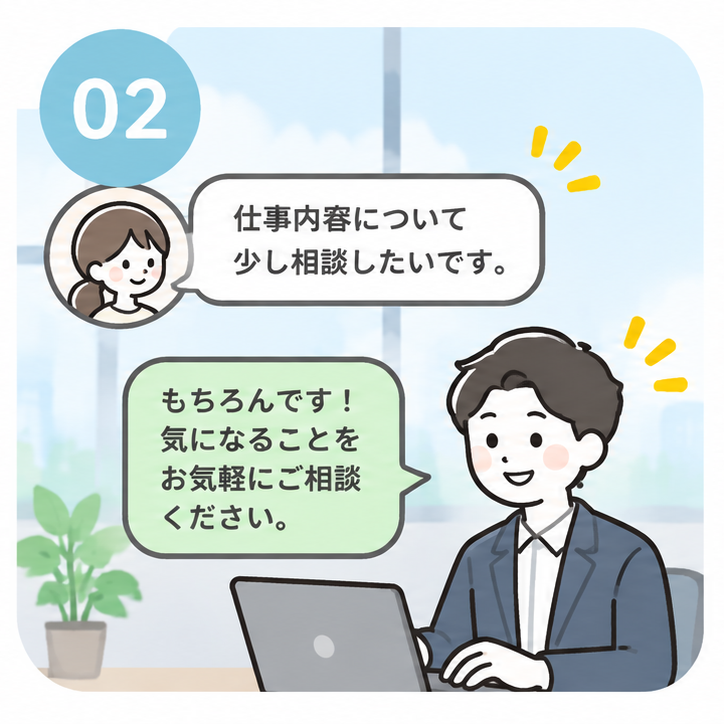 02
仕事内容について
少し相談したいです。
もちろんです！
気になることを
お気軽にご相談
ください。